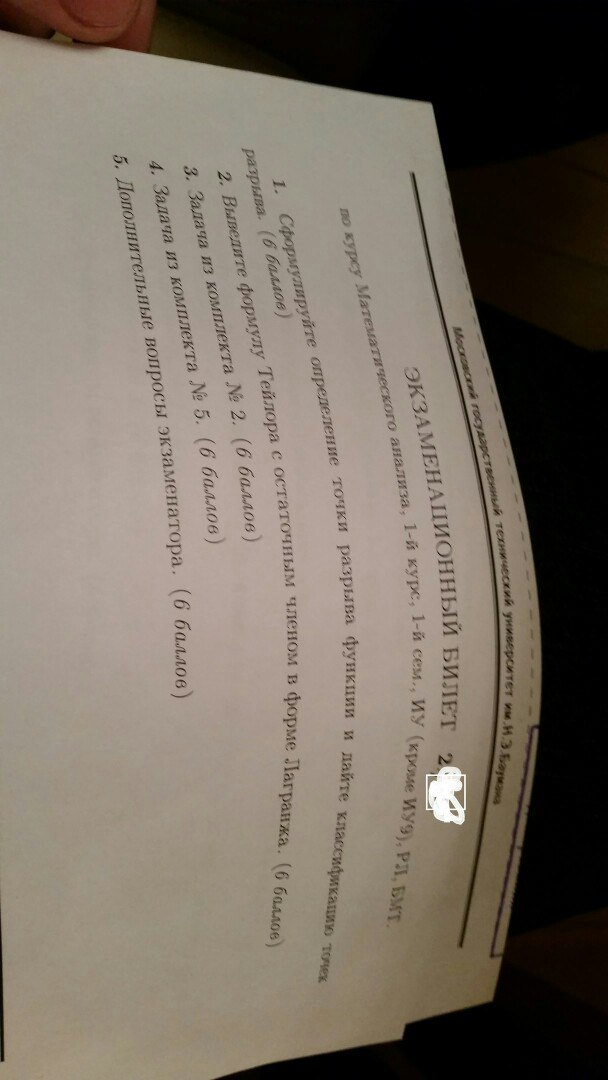 Московский государственный технический университет им.Н.Э.Баумана
ЭКЗАМЕНАЦИОННЫЙ БИЛЕТ 2
по курсу Математического анализа, 1-й курс, 1-й сем., ИУ (кроме ИУ9), РЛ, БМТ.
1. Сформулируйте определение точки разрыва функции и дайте классификацию точек
разрыва. (6 баллов)
2. Выведите формулу Тейлора с остаточным членом в форме Лагранжа. (6 баллов)
3. Задача из комплекта № 2. (6 баллов)
4. Задача из комплекта № 5. (6 баллов)
5. Дополнительные вопросы экзаменатора. (6 баллов)